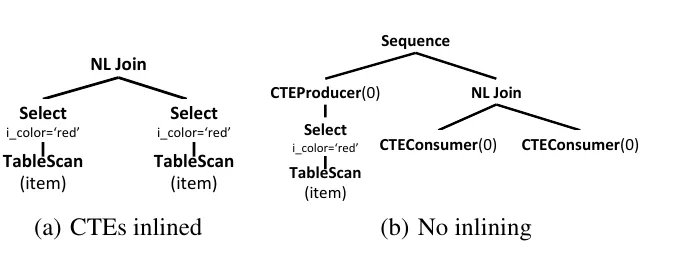 NL Join
Select
i_color='red'
TableScan
(item)
Select
i_color='red'
TableScan
(item)
(a) CTEs inlined
Sequence
CTEProducer(0)
Select
i_color='red'
TableScan
(item)
NL Join
CTEConsumer(0)
CTEConsumer(0)
(b) No inlining